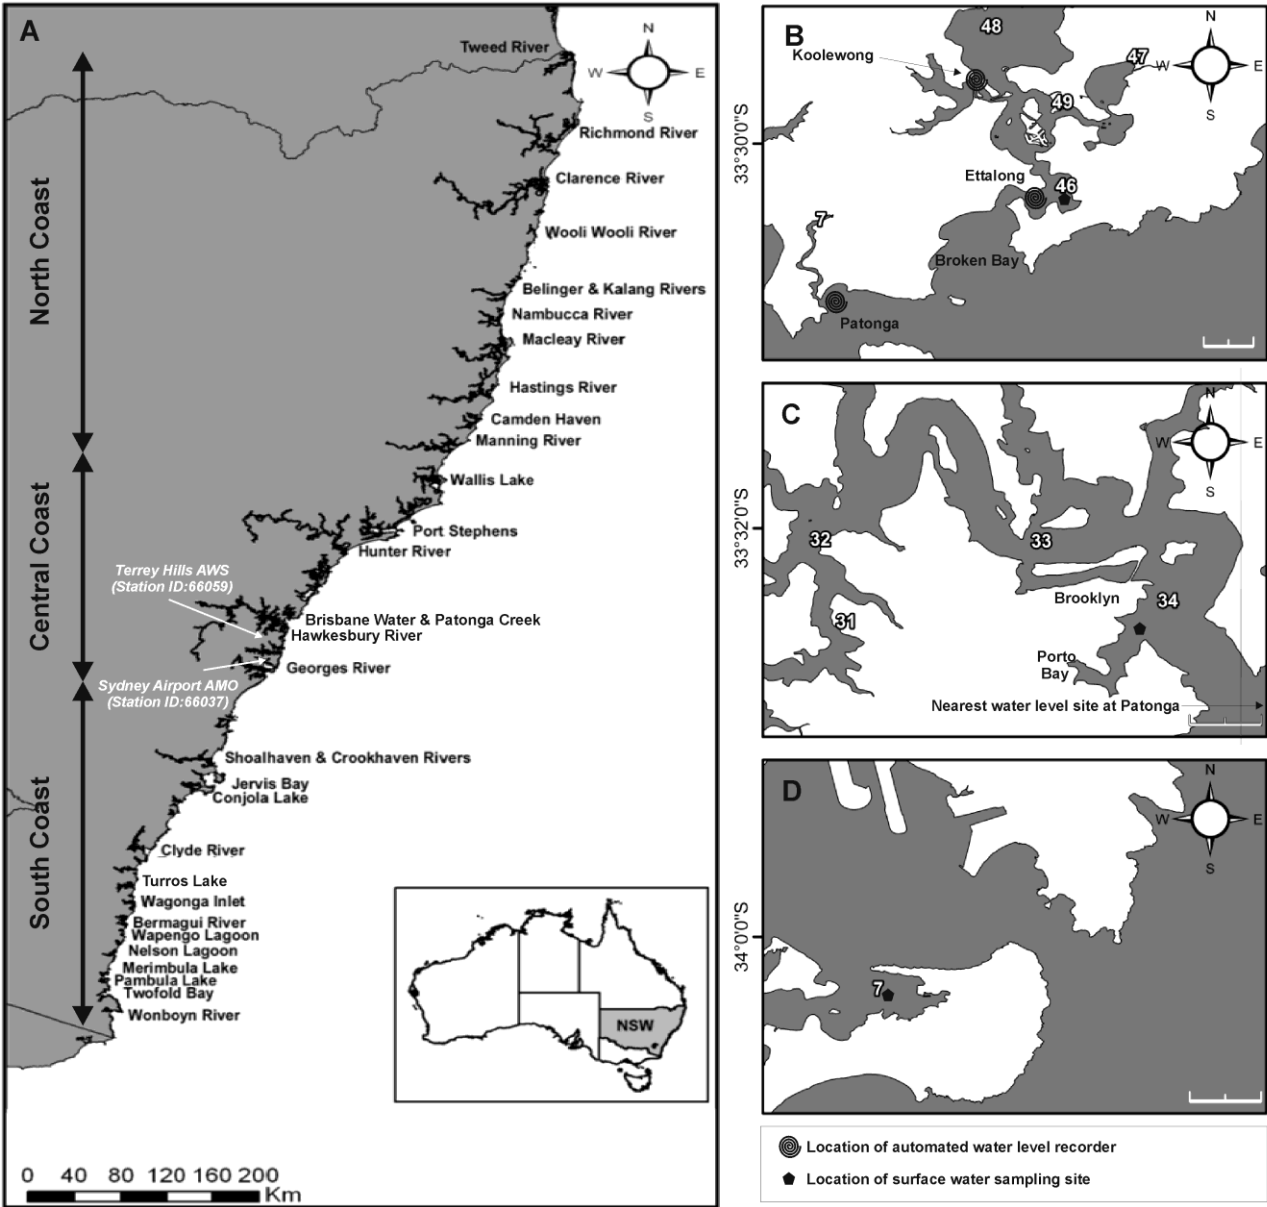 A
N
W
E
S
Tweed River
Richmond River
Clarence River
Wooli Wooli River
Belinger & Kalang Rivers
Nambucca River
Macleay River
Hastings River
Camden Haven
Manning River
Wallis Lake
Port Stephens
Hunter River
Terrey Hills AWS
(Station ID:66059)
Brisbane Water & Patonga Creek
Hawkesbury River
Georges River
Sydney Airport AMO
(Station ID:66037)
Shoalhaven & Crookhaven Rivers
Jervis Bay
Conjola Lake
Clyde River
Turros Lake
Wagonga Inlet
Bermagui River
Wapengo Lagoon
Nelson Lagoon
Merimbula Lake
Pambula Lake
Twofold Bay
Wonboyn River
North Coast
Central Coast
South Coast
NSW
0 40 80 120 160 200
Km
B
48
Koolewong
47
N
W
E
S
49
33°30'0"S
Ettalong
46
7
Broken Bay
Patonga
C
N
W
E
S
33°32'0"S
32
33
Brooklyn
34
31
Porto
Bay
Nearest water level site at Patonga
D
N
W
E
S
34°0'0"S
7
Location of automated water level recorder
Location of surface water sampling site